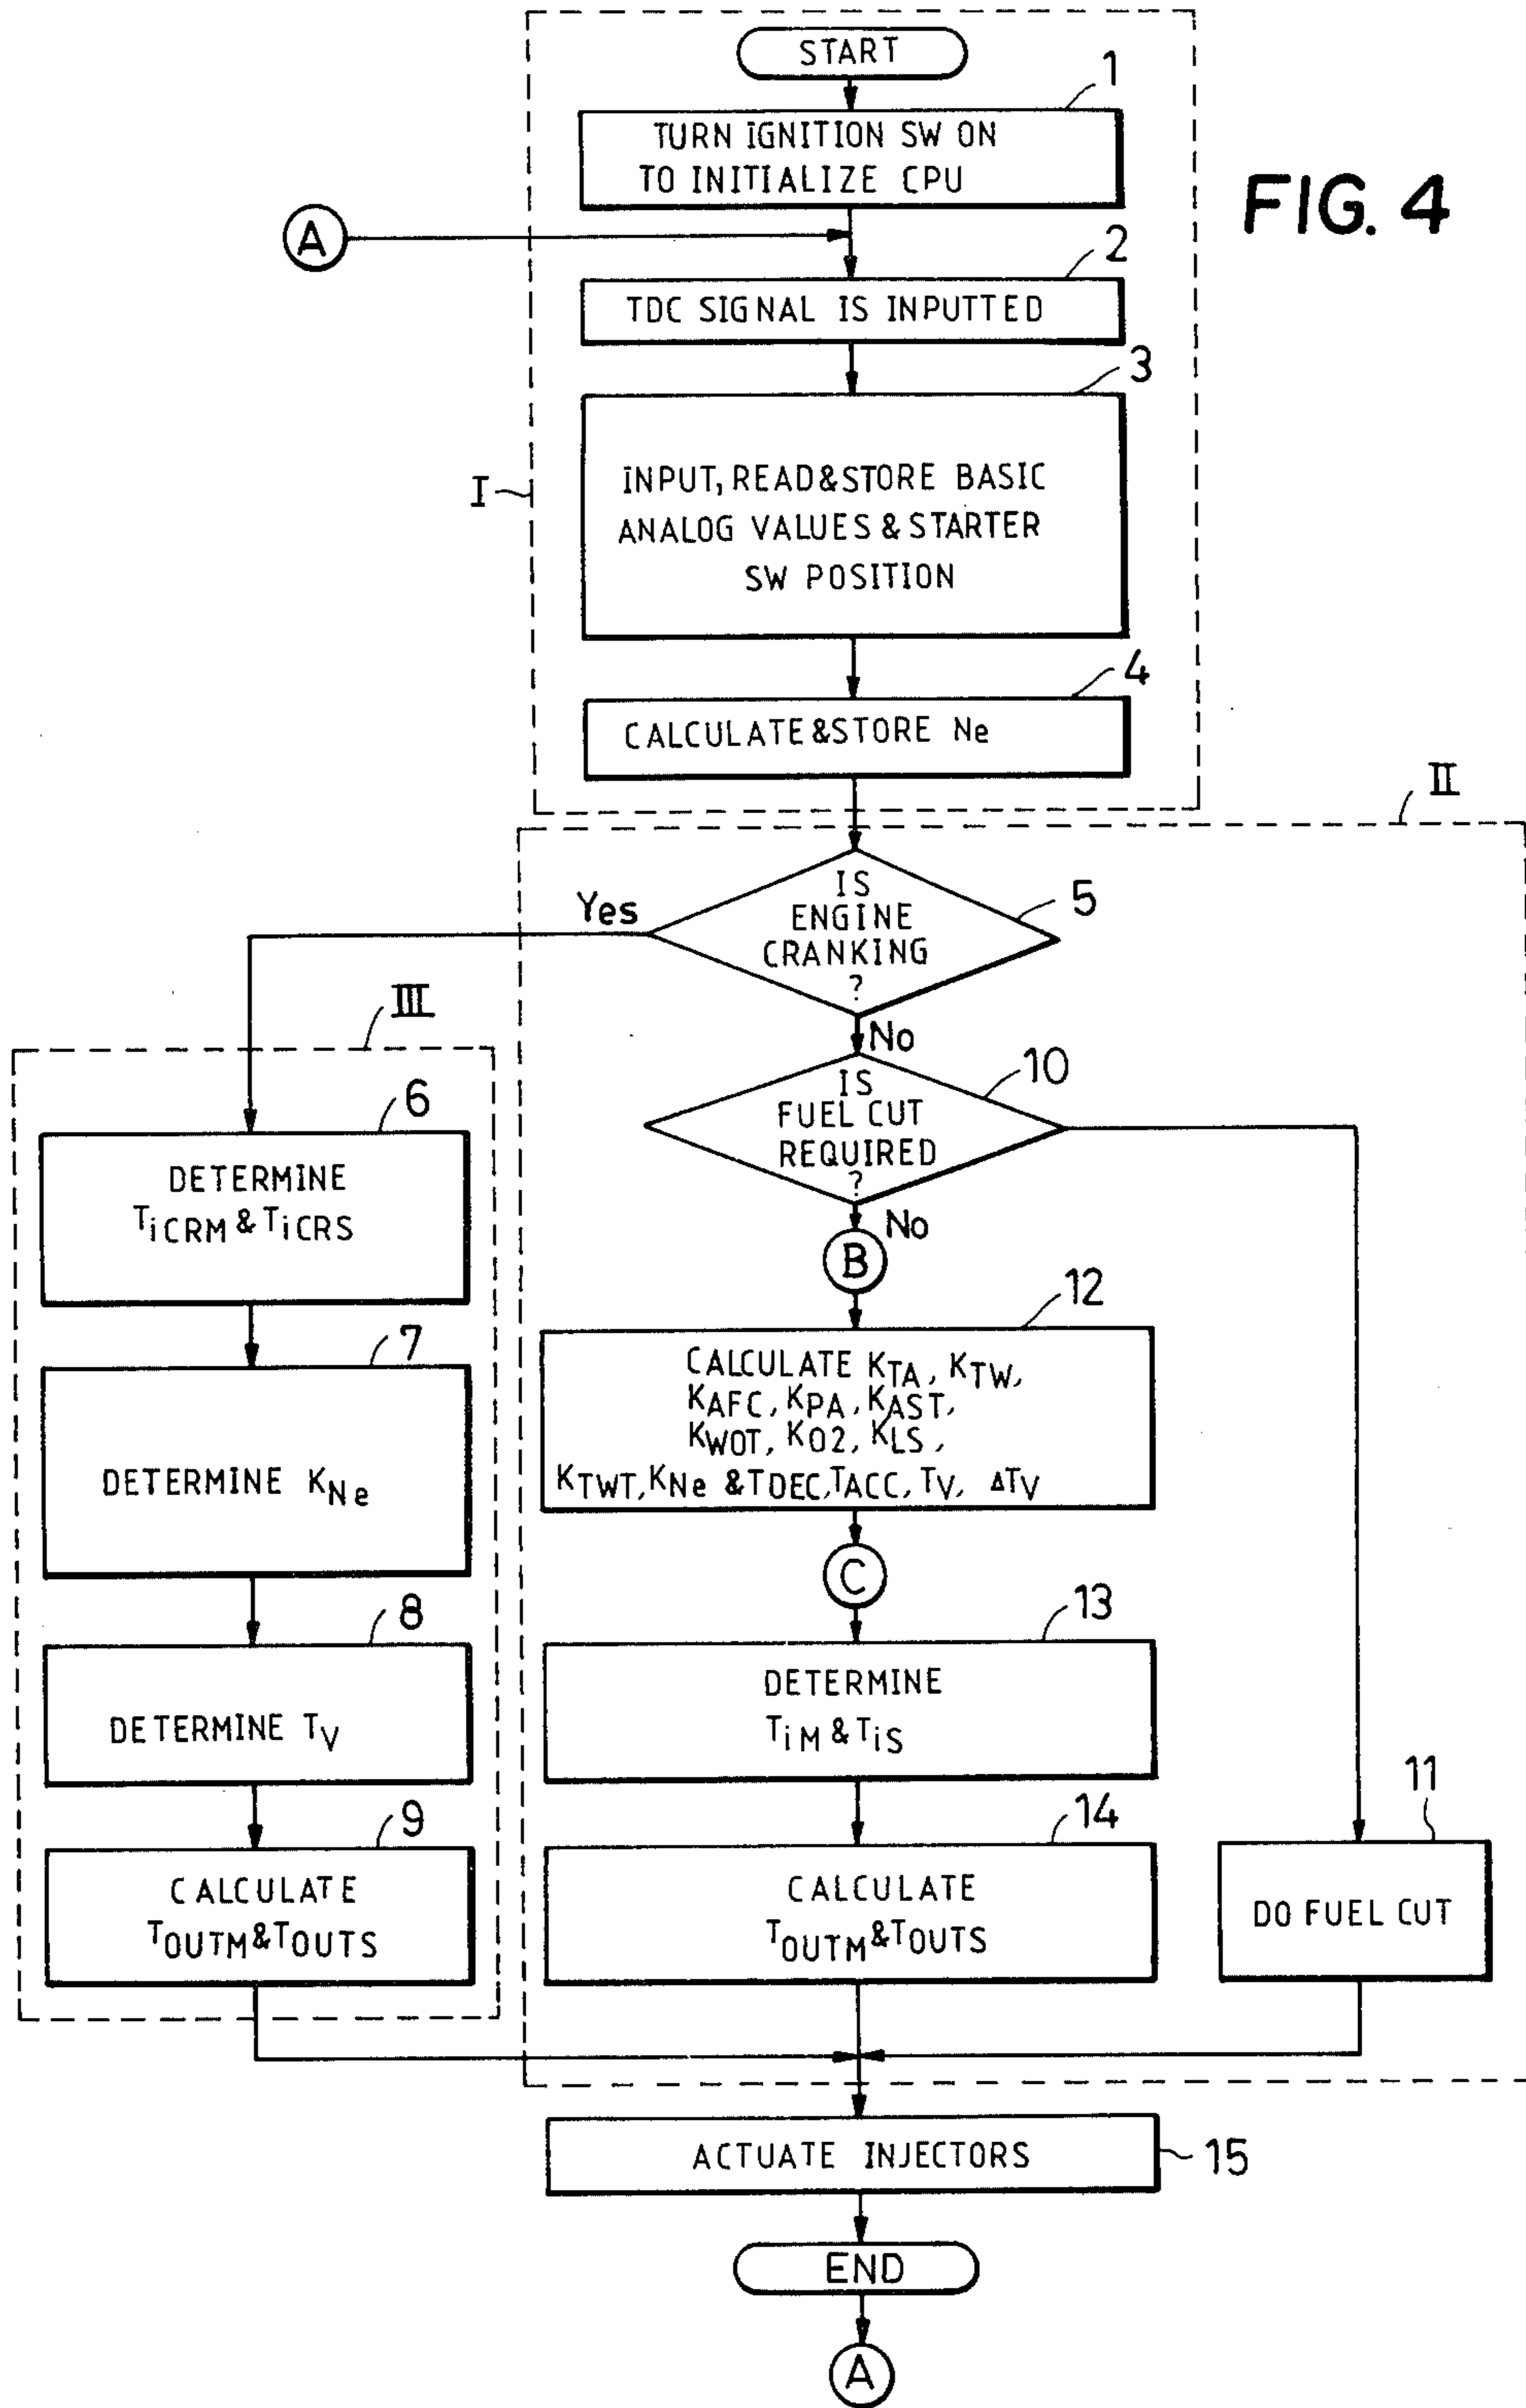 START
1
TURN IGNITION SW ON
TO INITIALIZE CPU
FIG. 4
A
2
TDC SIGNAL IS INPUTTED
3
INPUT, READ&STORE BASIC
ANALOG VALUES & STARTER
SW POSITION
I
4
CALCULATE&STORE Ne
II
IS
ENGINE
CRANKING
?
5
Yes
No
III
IS
FUEL CUT
REQUIRED
?
10
No
B
6
DETERMINE
TiCRM & TiCRS
7
DETERMINE KNe
8
DETERMINE TV
9
CALCULATE
TOUTM&TOUTS
12
CALCULATE KTA, KTW,
KAFC, KPA, KAST,
KWOT, KO2, KLS,
KTWT, KNe & TDEC, TACC, TV, ΔTV
C
13
DETERMINE
TiM & TiS
14
CALCULATE
TOUTM&TOUTS
11
DO FUEL CUT
ACTUATE INJECTORS
15
END
A